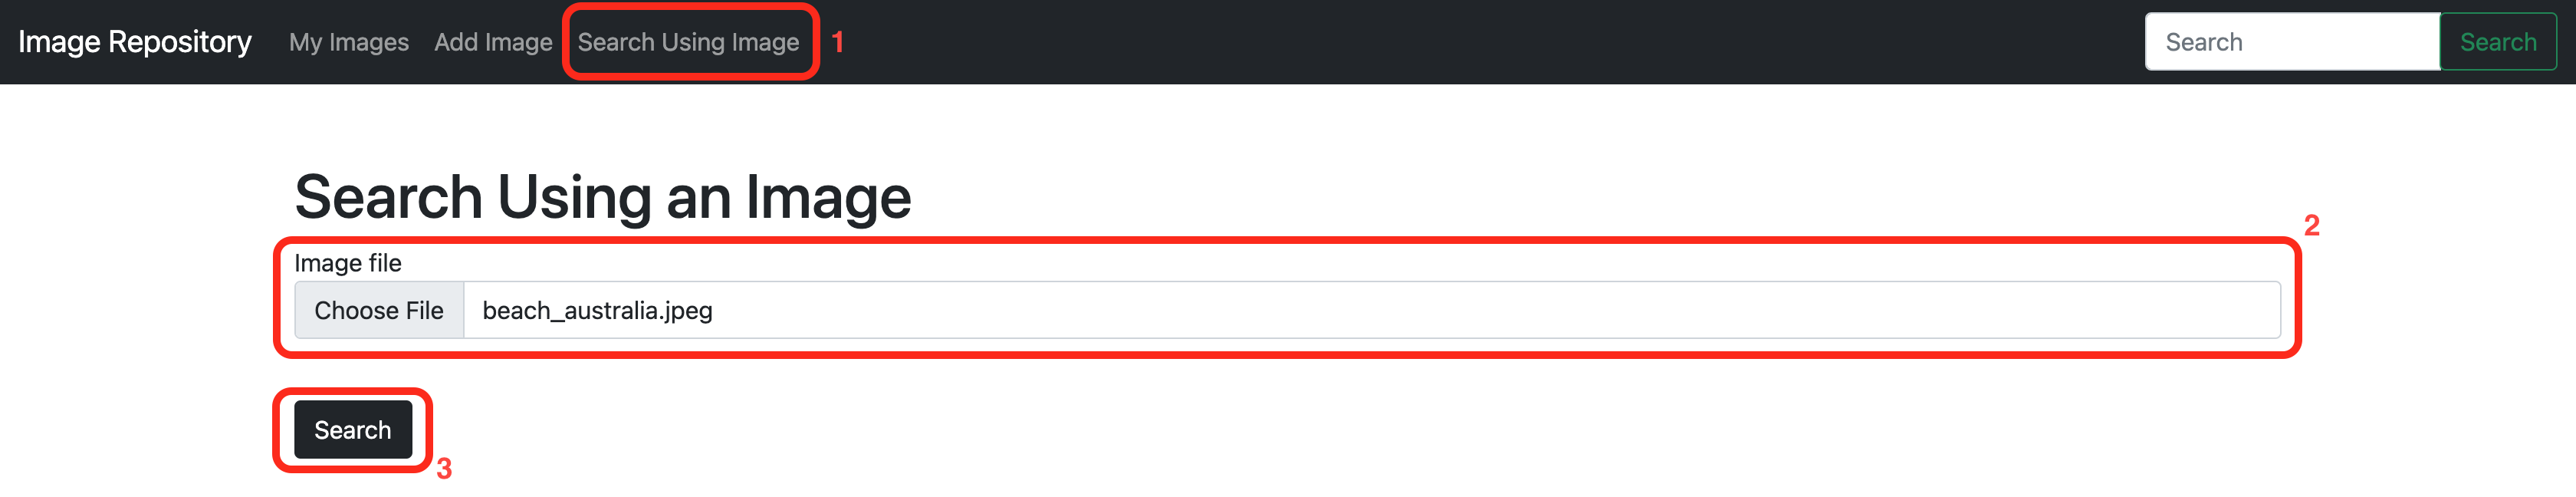 Image Repository My Images Add Image Search Using Image 1 Search Search
Search Using an Image
2
Image file
Choose File beach_australia.jpeg
Search
3